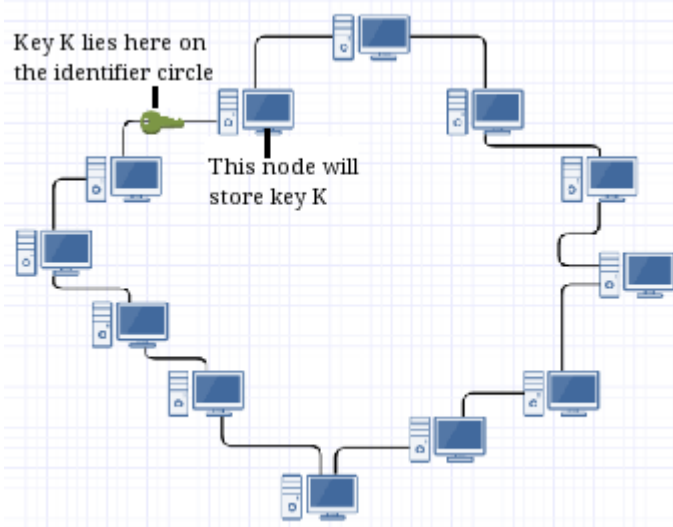 Key K lies here on
the identifier circle
This node will
store key K